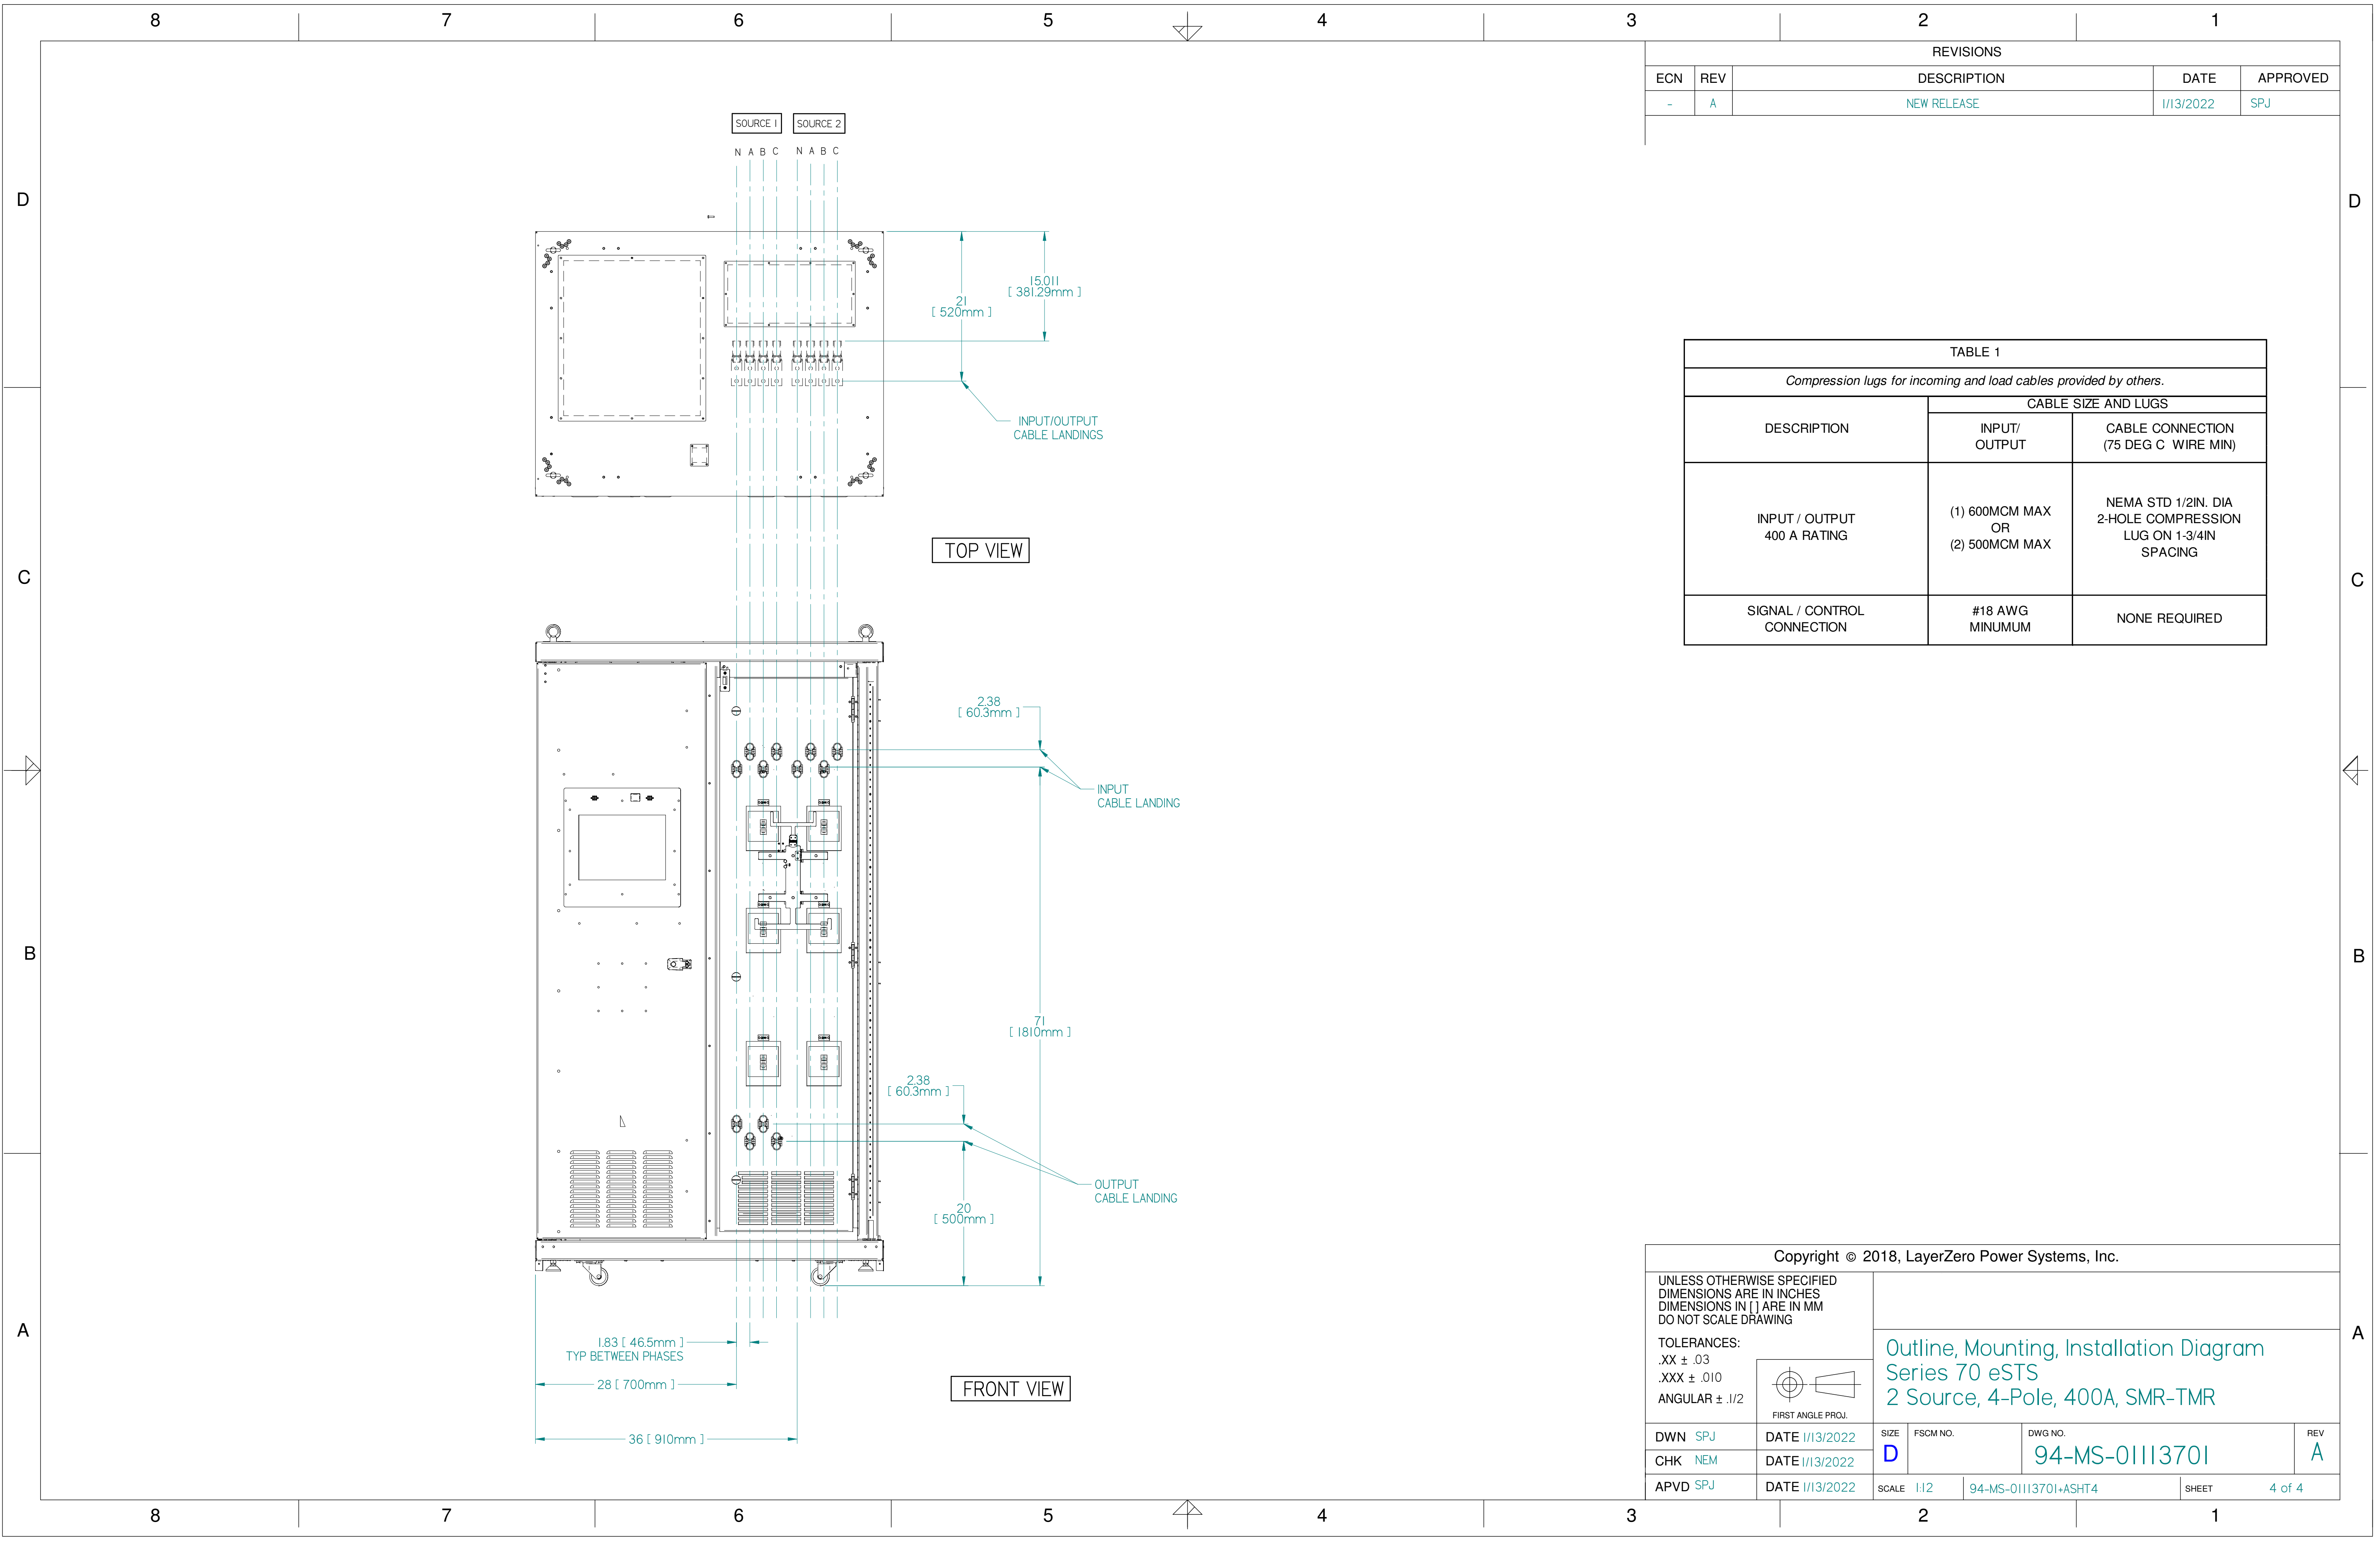 8 7 6 5 4 3 2 1
REVISIONS
ECN REV DESCRIPTION DATE APPROVED
- A NEW RELEASE 1/13/2022 SPJ
SOURCE 1 SOURCE 2
N A B C N A B C
D D
15.011
[ 381.29mm ]
21
[ 520mm ]
INPUT/OUTPUT
CABLE LANDINGS
TOP VIEW
TABLE 1
Compression lugs for incoming and load cables provided by others.
DESCRIPTION
CABLE SIZE AND LUGS
INPUT/
OUTPUT
CABLE CONNECTION
(75 DEG C WIRE MIN)
INPUT / OUTPUT
400 A RATING
(1) 600MCM MAX
OR
(2) 500MCM MAX
NEMA STD 1/2IN. DIA
2-HOLE COMPRESSION
LUG ON 1-3/4IN
SPACING
SIGNAL / CONTROL
CONNECTION
#18 AWG
MINUMUM
NONE REQUIRED
C C
2.38
[ 60.3mm ]
INPUT
CABLE LANDING
B B
71
[ 1810mm ]
2.38
[ 60.3mm ]
OUTPUT
CABLE LANDING
20
[ 500mm ]
A A
1.83 [ 46.5mm ]
TYP BETWEEN PHASES
28 [ 700mm ]
36 [ 910mm ]
FRONT VIEW
Copyright © 2018, LayerZero Power Systems, Inc.
UNLESS OTHERWISE SPECIFIED
DIMENSIONS ARE IN INCHES
DIMENSIONS IN [ ] ARE IN MM
DO NOT SCALE DRAWING
TOLERANCES:
.XX ± .03
.XXX ± .010
ANGULAR ± .1/2
FIRST ANGLE PROJ.
Outline, Mounting, Installation Diagram
Series 70 eSTS
2 Source, 4-Pole, 400A, SMR-TMR
DWN SPJ DATE 1/13/2022
CHK NEM DATE 1/13/2022
APVD SPJ DATE 1/13/2022
SIZE
D
FSCM NO.
DWG NO.
94-MS-01113701
REV
A
SCALE 1:12 94-MS-01113701+ASHT4 SHEET 4 of 4
8 7 6 5 4 3 2 1